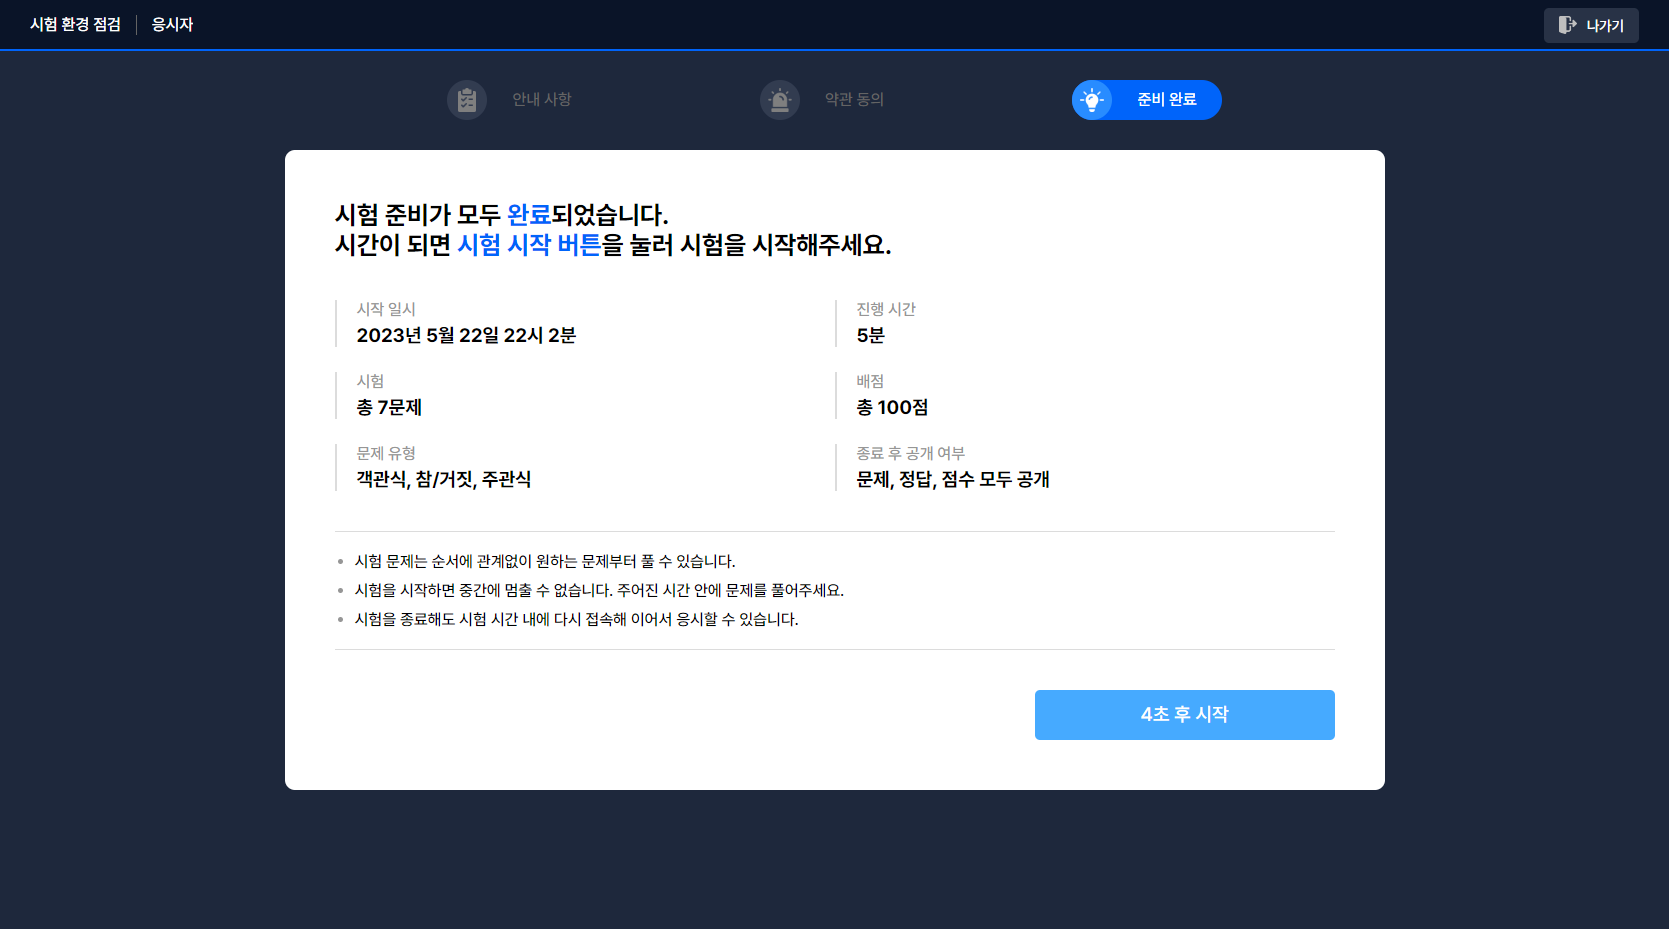 시험 환경 점검 응시자 나가기
안내 사항 약관 동의 준비 완료
시험 준비가 모두 완료되었습니다.
시간이 되면 시험 시작 버튼을 눌러 시험을 시작해주세요.
시작 일시
2023년 5월 22일 22시 2분
진행 시간
5분
시험
총 7문제
배점
총 100점
문제 유형
객관식, 참/거짓, 주관식
종료 후 공개 여부
문제, 정답, 점수 모두 공개
시험 문제는 순서에 관계없이 원하는 문제부터 풀 수 있습니다.
시험을 시작하면 중간에 멈출 수 없습니다. 주어진 시간 안에 문제를 풀어주세요.
시험을 종료해도 시험 시간 내에 다시 접속해 이어서 응시할 수 있습니다.
4초 후 시작